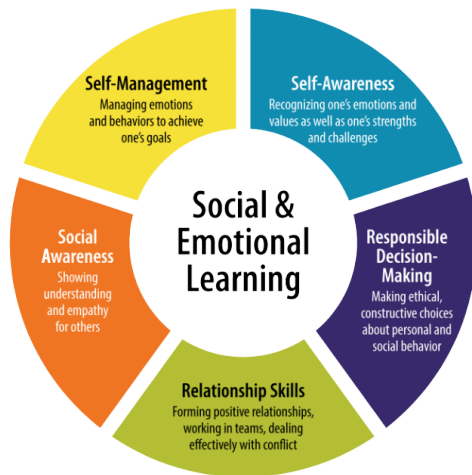 Self-Management
Managing emotions
and behaviors to achieve
one's goals
Self-Awareness
Recognizing one's emotions and
values as well as one's strengths
and challenges
Social &
Emotional
Learning
Social
Awareness
Showing
understanding
and empathy
for others
Responsible
Decision-
Making
Making ethical,
constructive choices
about personal and
social behavior
Relationship Skills
Forming positive relationships,
working in teams, dealing
effectively with conflict